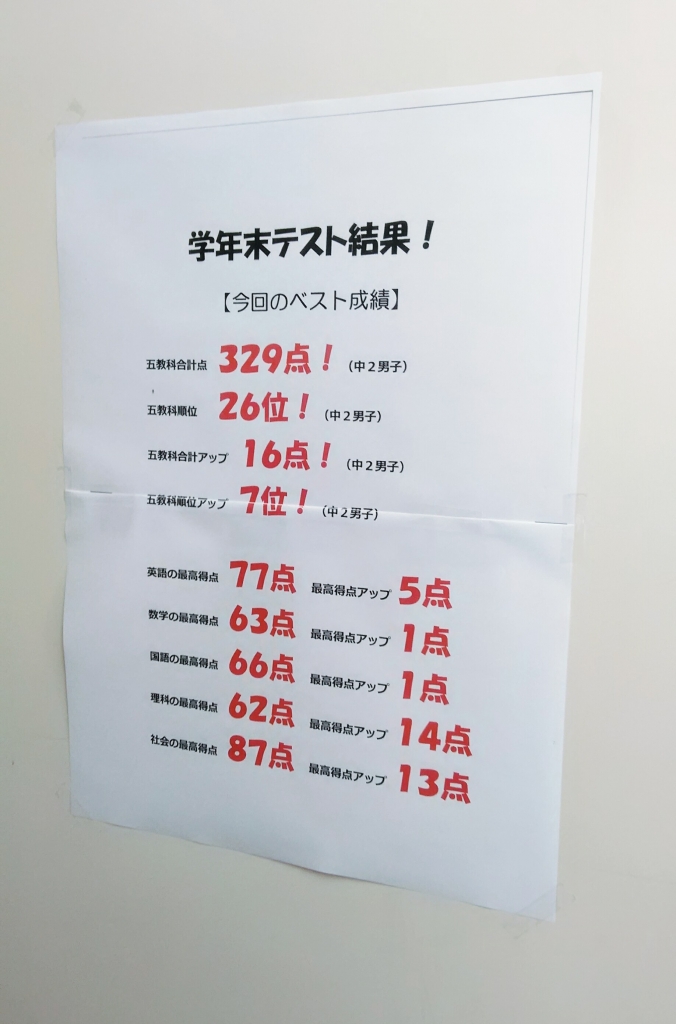 学年末テスト結果！
【今回のベスト成績】
五教科合計点 329点！（中２男子）
五教科順位 26位！（中２男子）
五教科合計アップ 16点！（中２男子）
五教科順位アップ 7位！（中２男子）
英語の最高得点 77点 最高得点アップ 5点
数学の最高得点 63点 最高得点アップ 1点
国語の最高得点 66点 最高得点アップ 1点
理科の最高得点 62点 最高得点アップ 14点
社会の最高得点 87点 最高得点アップ 13点